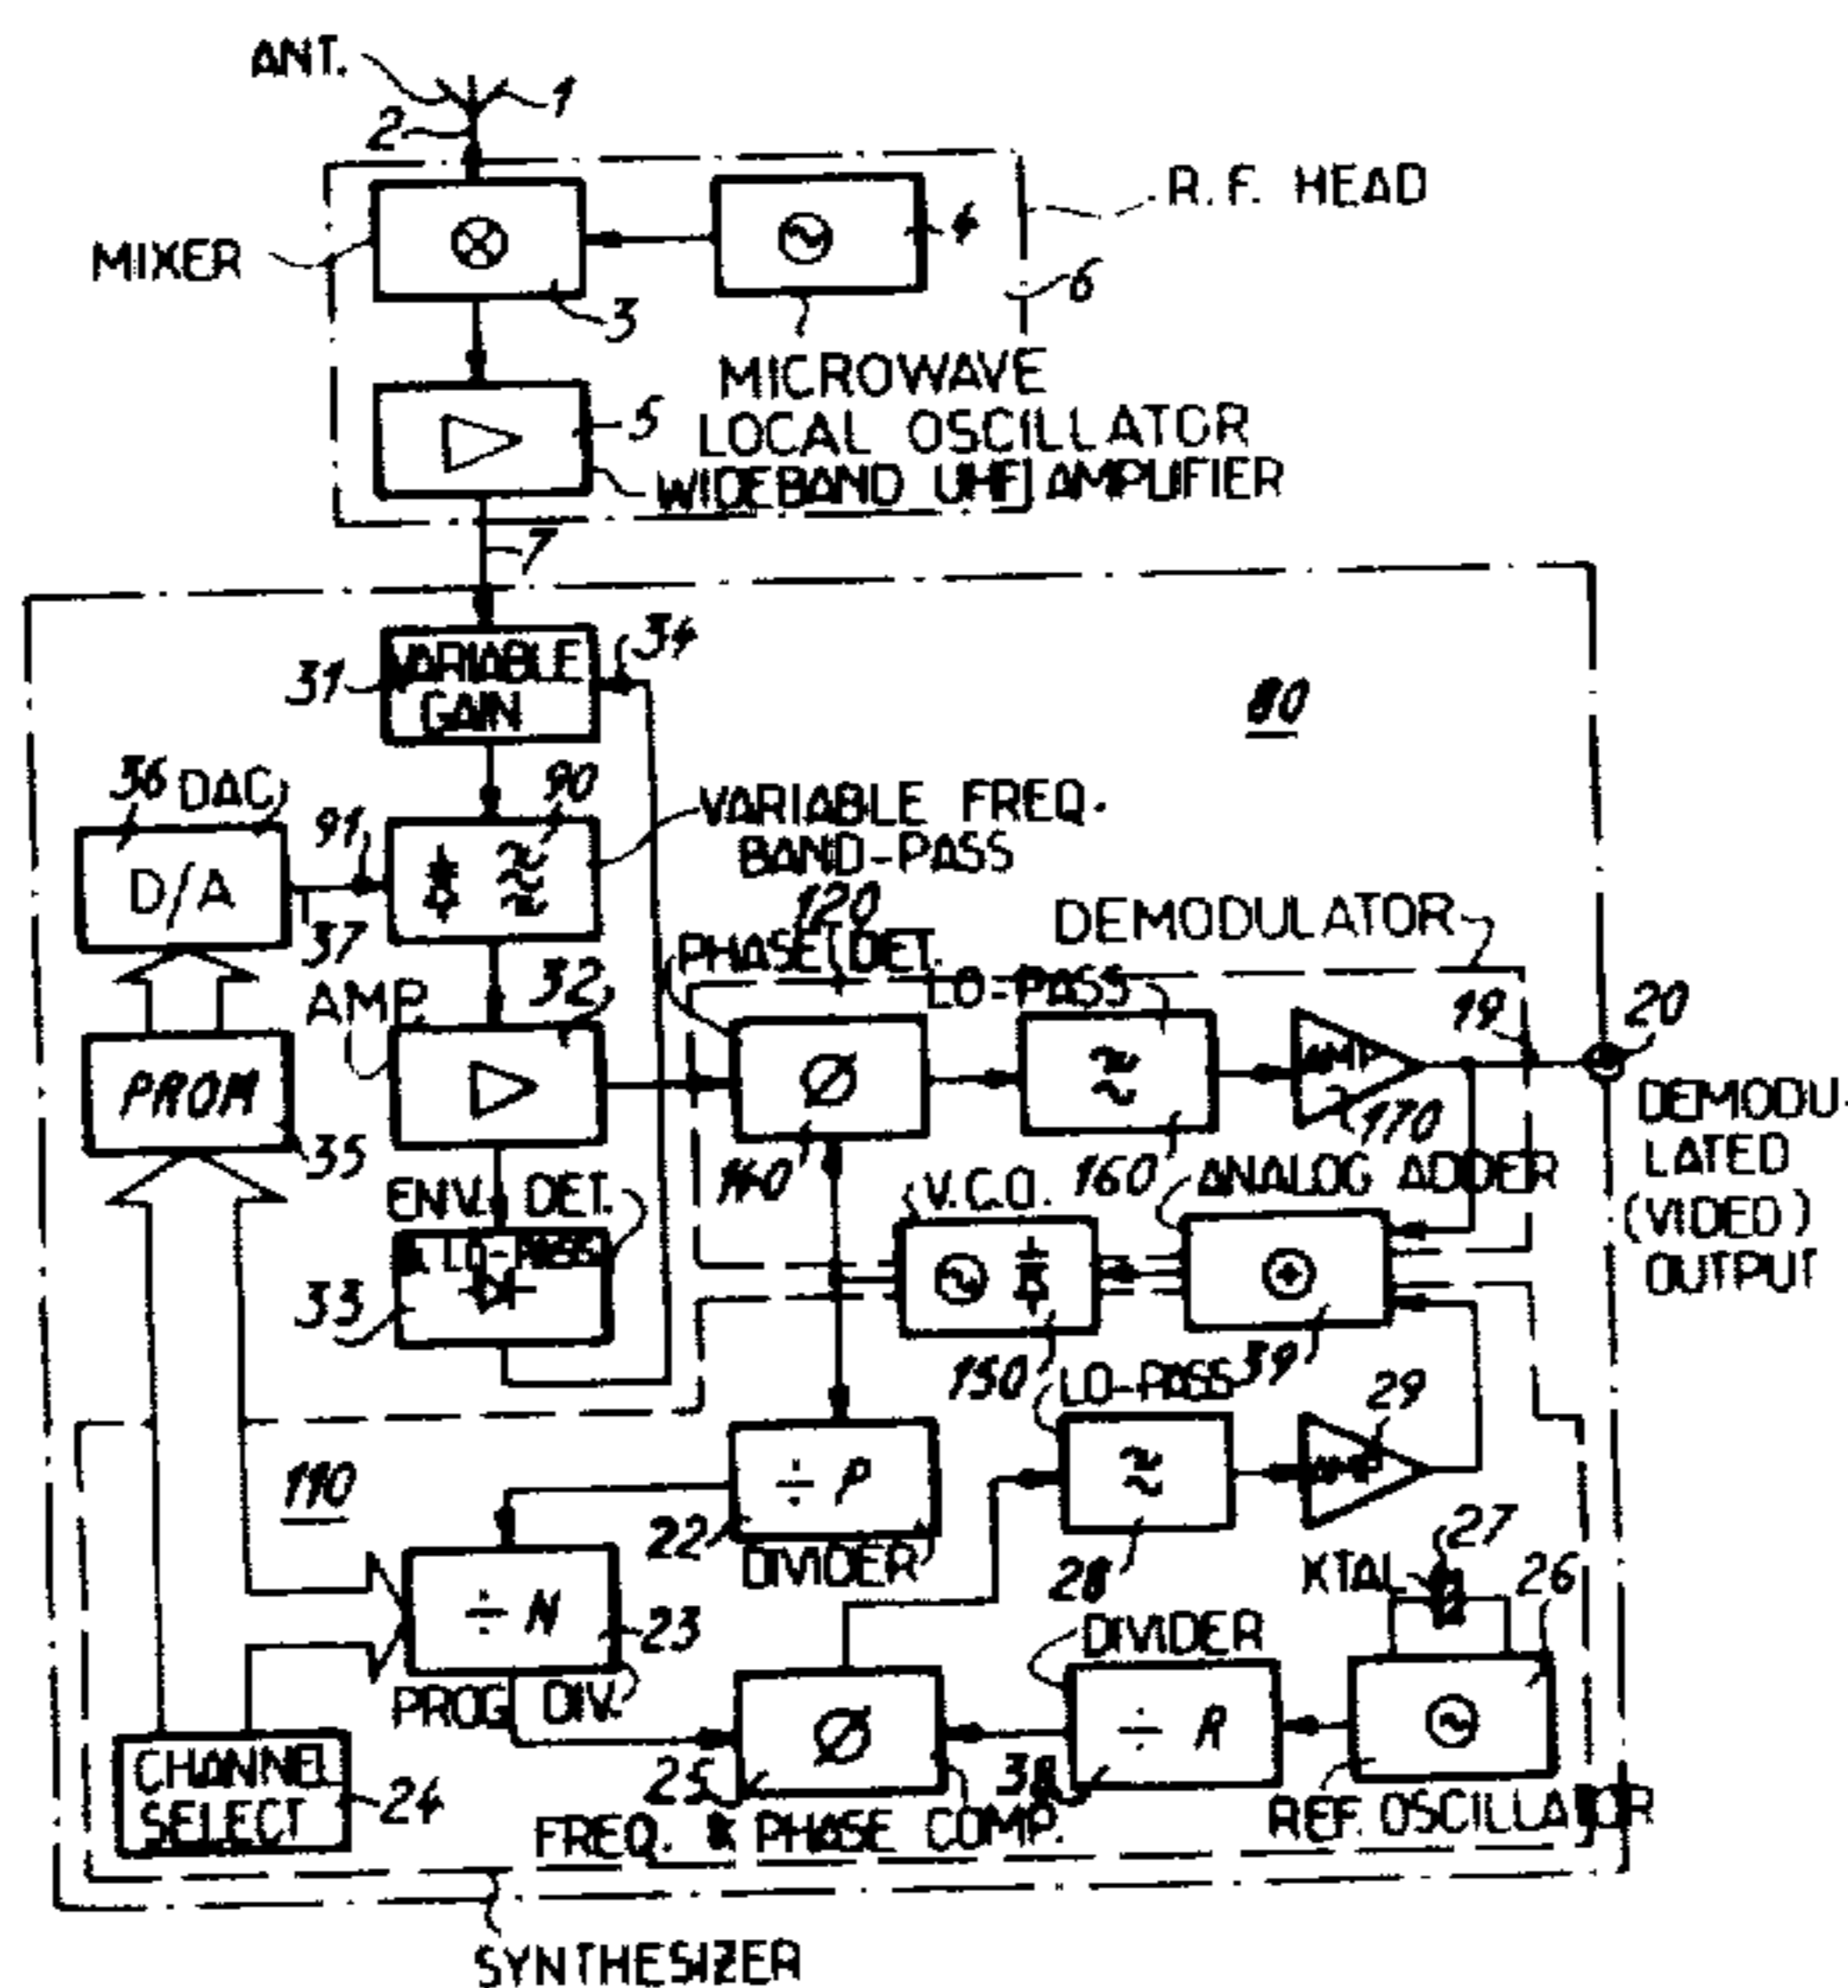 ANT.
1
2
R.F. HEAD
MIXER
4
6
3
MICROWAVE
LOCAL OSCILLATOR
5
WIDEBAND UHF AMPLIFIER
7
34
31
VARIABLE
GAIN
80
36 DAC
90
VARIABLE FREQ.
BAND-PASS
91
D/A
37
120
DEMODULATOR
PHASE DET.
LO-PASS
32
AMP.
19
20
PROM
AMP
DEMODU-
LATED
(VIDEO)
OUTPUT
170
35
140
160
ANALOG ADDER
V.C.O.
ENV. DET.
& LO-PASS
33
150
LO-PASS
39
29
110
÷ P
AMP
22
DIVIDER
28
XTAL
27
26
÷ N
23
DIVIDER
PROG. DIV.
÷ R
CHANNEL
SELECT
24
25
38
FREQ. & PHASE COMP.
REF. OSCILLATOR
SYNTHESIZER